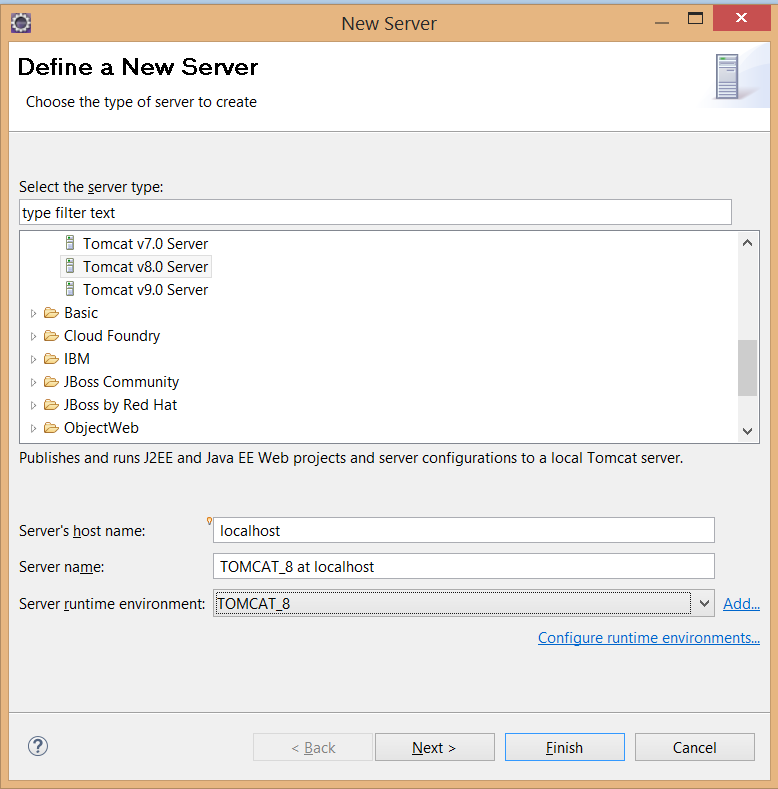 New Server
Define a New Server
Choose the type of server to create
Select the server type:
type filter text
Tomcat v7.0 Server
Tomcat v8.0 Server
Tomcat v9.0 Server
Basic
Cloud Foundry
IBM
JBoss Community
JBoss by Red Hat
ObjectWeb
Publishes and runs J2EE and Java EE Web projects and server configurations to a local Tomcat server.
Server's host name: localhost
Server name: TOMCAT_8 at localhost
Server runtime environment: TOMCAT_8 Add...
Configure runtime environments...
? < Back Next > Finish Cancel